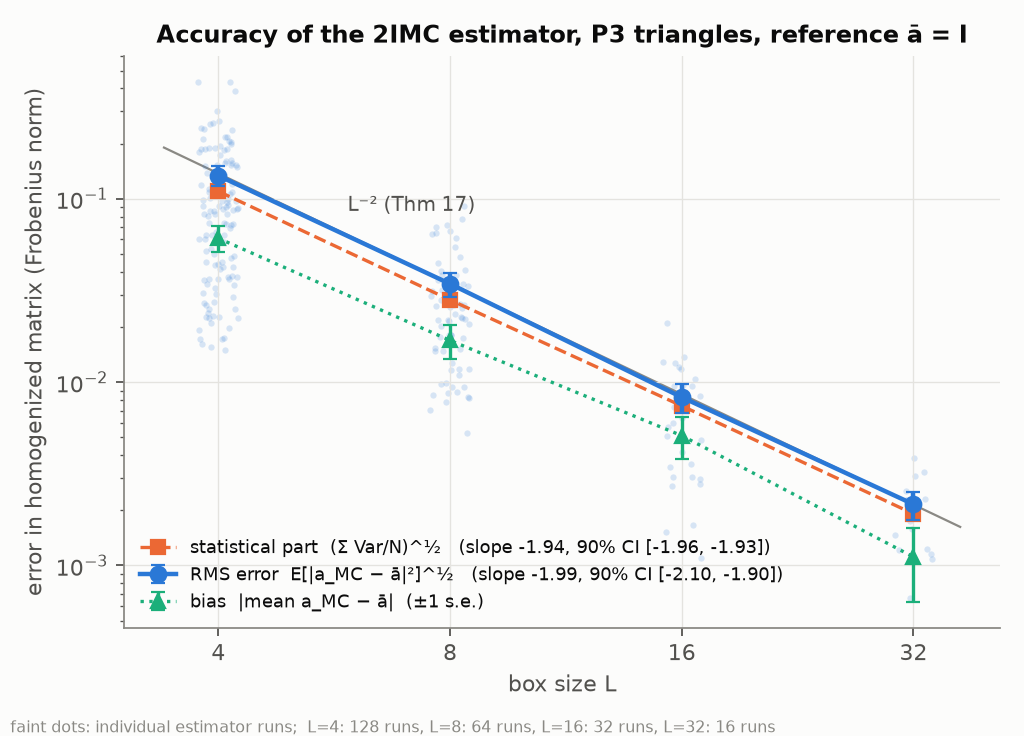 Accuracy of the 2IMC estimator, P3 triangles, reference ā = I
error in homogenized matrix (Frobenius norm)
10⁻¹
10⁻²
10⁻³
L⁻² (Thm 17)
statistical part (Σ Var/N)^½ (slope -1.94, 90% CI [-1.96, -1.93])
RMS error E[|a_MC − ā|²]^½ (slope -1.99, 90% CI [-2.10, -1.90])
bias |mean a_MC − ā| (±1 s.e.)
4 8 16 32
box size L
faint dots: individual estimator runs; L=4: 128 runs, L=8: 64 runs, L=16: 32 runs, L=32: 16 runs